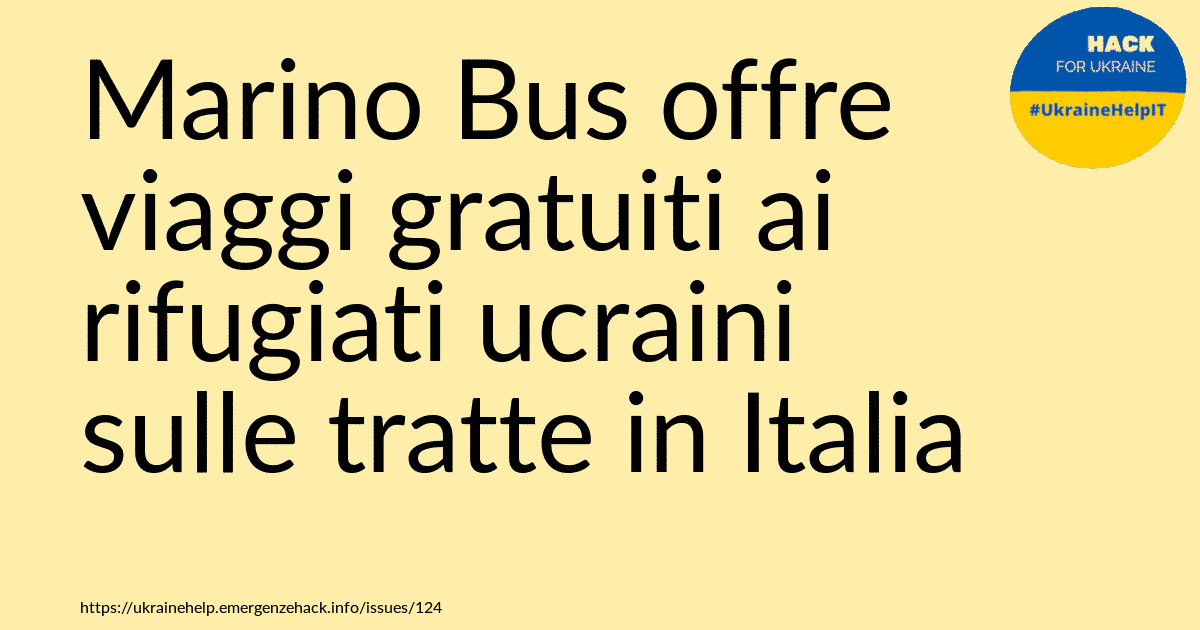 Marino Bus offre
viaggi gratuiti ai
rifugiati ucraini
sulle tratte in Italia
HACK
FOR UKRAINE
#UkraineHelpIT
https://ukrainehelp.emergenzehack.info/issues/124